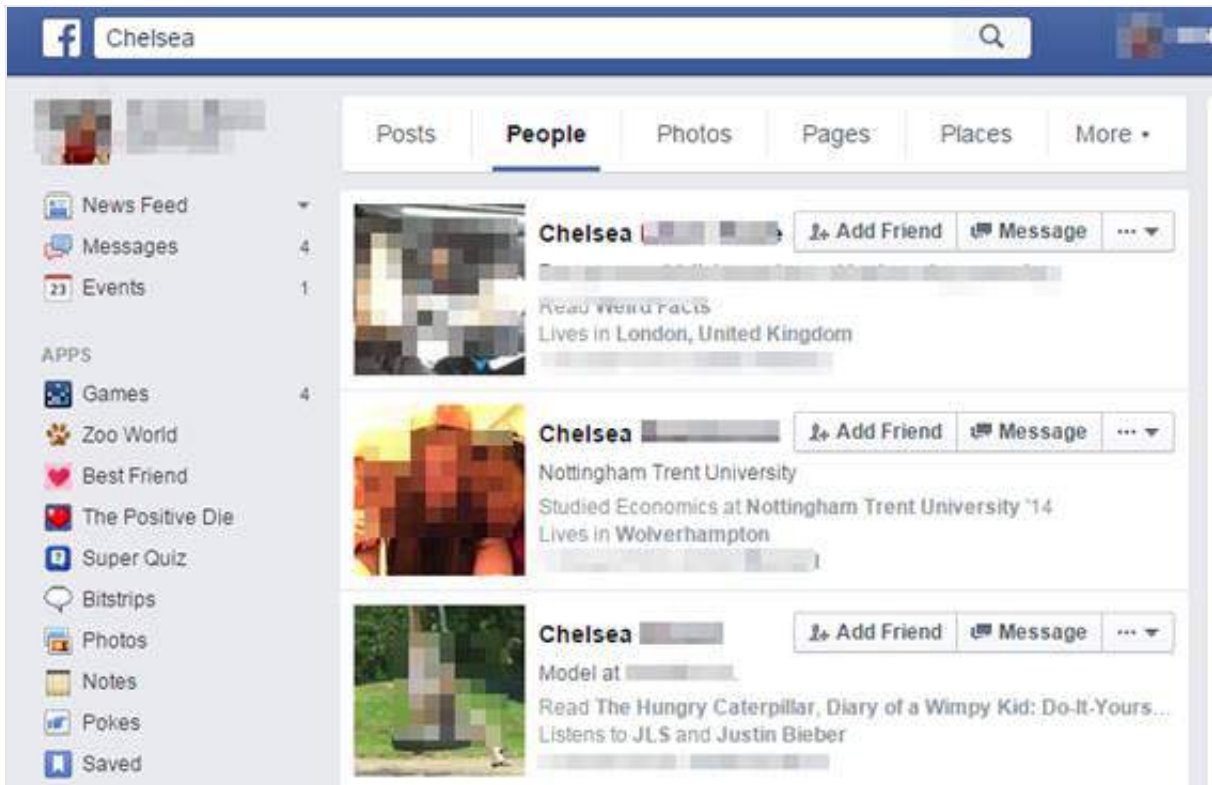 f Chelsea
Posts People Photos Pages Places More
News Feed
Messages 4
23 Events 1
APPS
Games 4
Zoo World
Best Friend
The Positive Die
Super Quiz
Bitstrips
Photos
Notes
Pokes
Saved
Chelsea Add Friend Message ...
Read Weird Facts
Lives in London, United Kingdom
Chelsea Add Friend Message ...
Nottingham Trent University
Studied Economics at Nottingham Trent University '14
Lives in Wolverhampton
Chelsea Add Friend Message ...
Model at
Read The Hungry Caterpillar, Diary of a Wimpy Kid: Do-It-Yours...
Listens to JLS and Justin Bieber